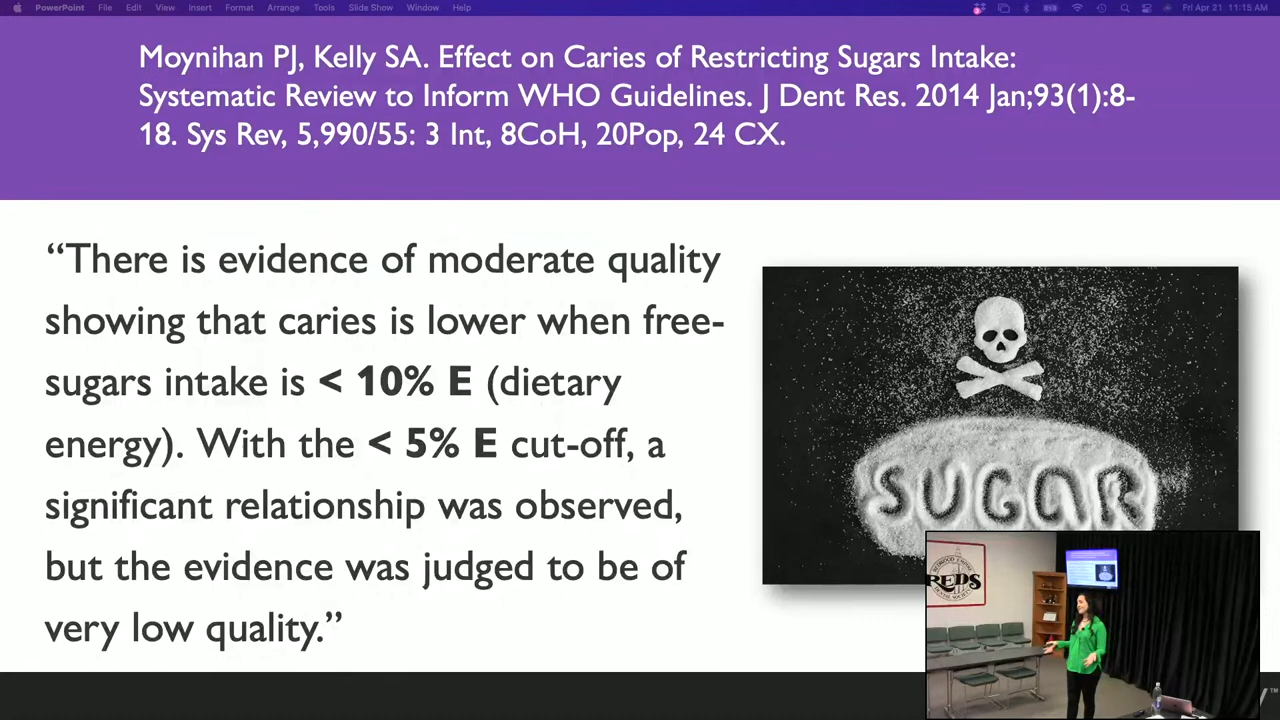 PowerPoint File Edit View Insert Format Arrange Tools Slide Show Window Help Fri Apr 21 11:15 AM
Moynihan PJ, Kelly SA. Effect on Caries of Restricting Sugars Intake:
Systematic Review to Inform WHO Guidelines. J Dent Res. 2014 Jan;93(1):8-
18. Sys Rev, 5,990/55: 3 Int, 8CoH, 20Pop, 24 CX.
“There is evidence of moderate quality
showing that caries is lower when free-
sugars intake is < 10% E (dietary
energy). With the < 5% E cut-off, a
significant relationship was observed,
but the evidence was judged to be of
very low quality.”
SUGAR
REDS
DENTAL SOCIETY